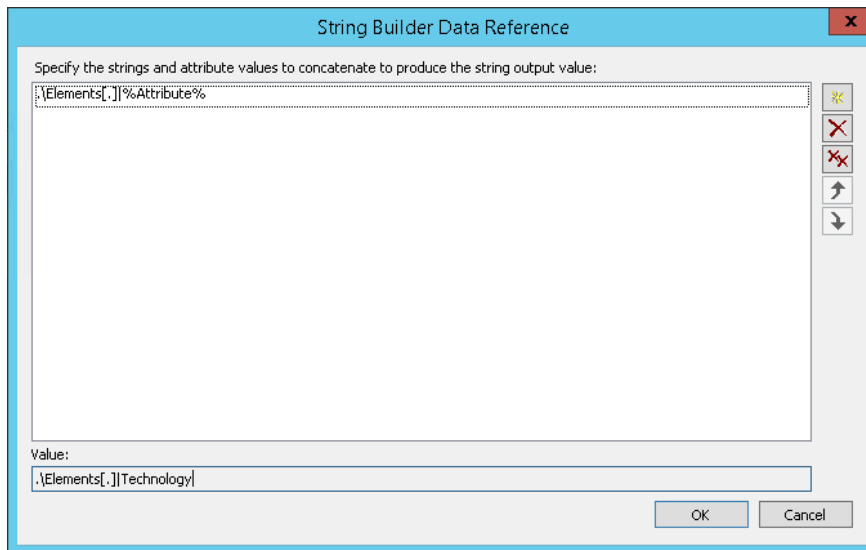 String Builder Data Reference
x
Specify the strings and attribute values to concatenate to produce the string output value:
.\Elements[.]|%Attribute%
Value:
.\Elements[.]|Technology
OK
Cancel